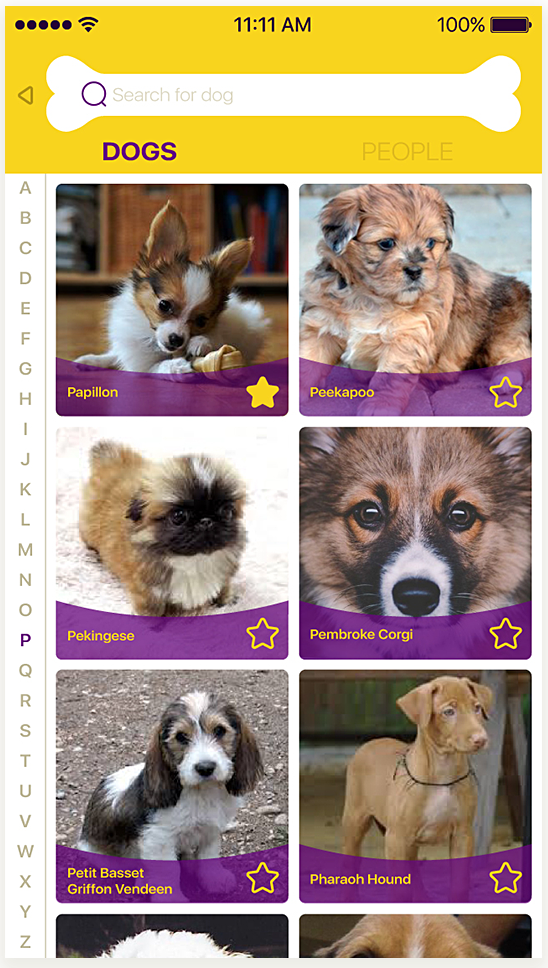 11:11 AM 100%
Search for dog
DOGS PEOPLE
A
B
C
D
E
F
G
H
I
J
K
L
M
N
O
P
Q
R
S
T
U
V
W
X
Y
Z
Papillon
Peekapoo
Pekingese
Pembroke Corgi
Petit Basset
Griffon Vendeen
Pharaoh Hound